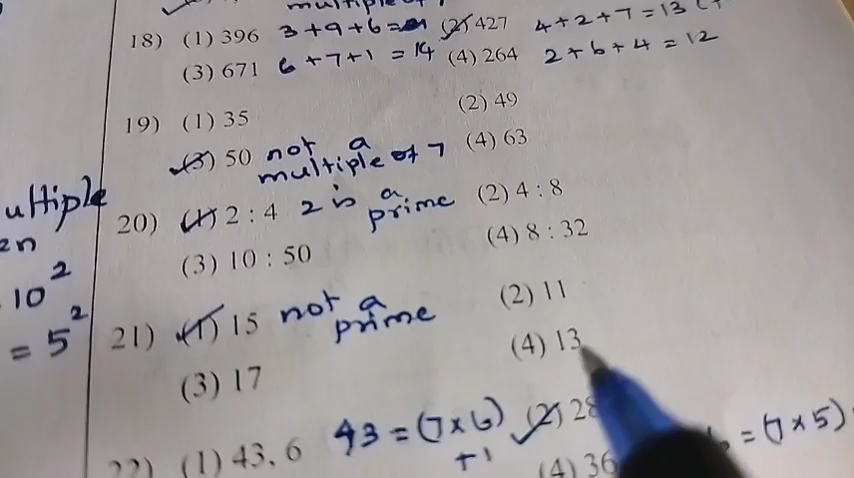 multiple of
18) (1) 396 3+9+6= (2) 427 4+2+7=13
(3) 671 6+7+1=14 (4) 264 2+6+4=12
19) (1) 35 (2) 49
(3) 50 not a multiple of 7 (4) 63
ultiple
20) (1) 2 : 4 2 is a prime (2) 4 : 8
(3) 10 : 50 (4) 8 : 32
10²
= 5²
21) (1) 15 not a prime (2) 11
(3) 17 (4) 13
22) (1) 43, 6 43 = (7×6) +1 (2) 28 = (7×5)
(4) 36